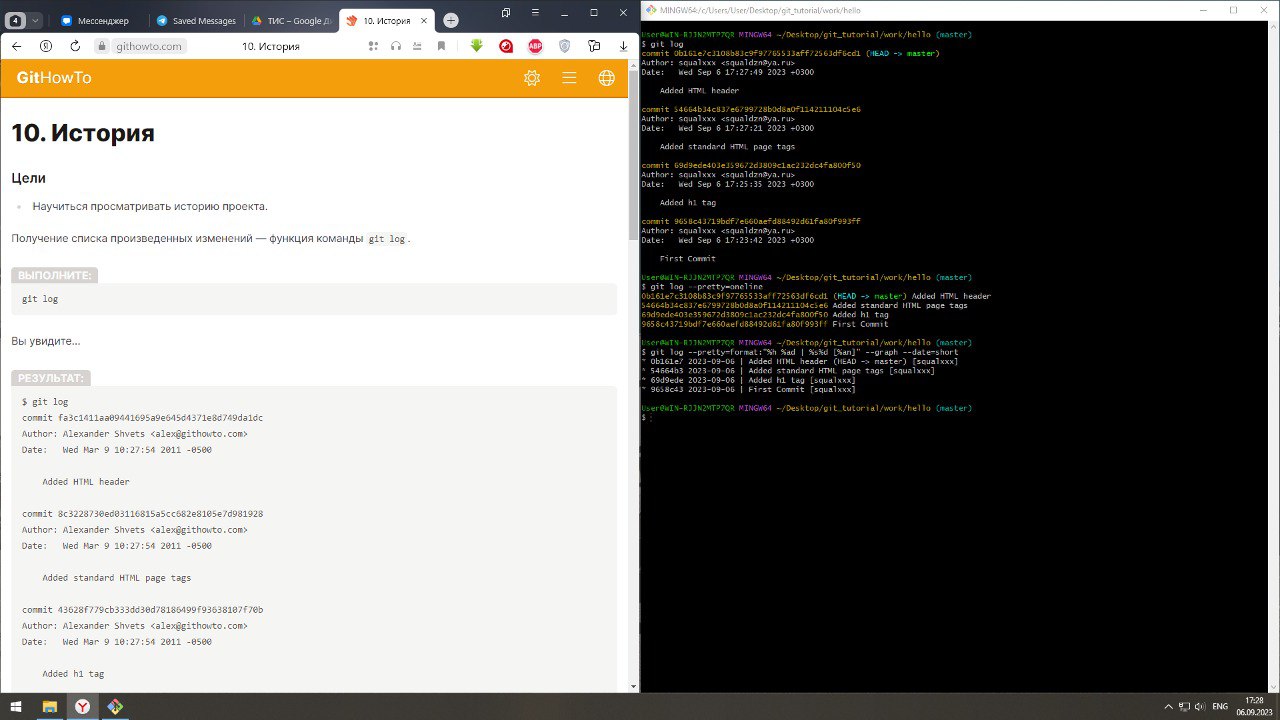 4
Messenger
Saved Messages
ТИС – Google Д
10. История
githowto.com
10. История
ABP
GitHowTo
10. История
Цели
Научиться просматривать историю проекта.
Получение списка произведенных изменений — функция команды git log.
ВЫПОЛНИТЕ:
git log
Вы увидите…
РЕЗУЛЬТАТ:
$ git log
Author: Alexander Shvets <alex@githowto.com>
Date: Wed Mar 9 10:27:54 2011 -0500
Added HTML header
commit 8c3228730ed03116815a5cc682e8105e7d981928
Author: Alexander Shvets <alex@githowto.com>
Date: Wed Mar 9 10:27:54 2011 -0500
Added standard HTML page tags
commit 43628f779cb333dd30d78186499f93638107f70b
Author: Alexander Shvets <alex@githowto.com>
Date: Wed Mar 9 10:27:54 2011 -0500
Added h1 tag
MINGW64:/c/Users/User/Desktop/git_tutorial/work/hello
User@WIN-RJJN2MTP7QR MINGW64 ~/Desktop/git_tutorial/work/hello (master)
$ git log
commit 0b161e7c3108b83c9f97765533aff72563df6cd1 (HEAD -> master)
Author: squalxxx <squaldzn@ya.ru>
Date: Wed Sep 6 17:27:49 2023 +0300
Added HTML header
commit 54664b34c837e6799728b0d8a0f114211104c5e6
Author: squalxxx <squaldzn@ya.ru>
Date: Wed Sep 6 17:27:21 2023 +0300
Added standard HTML page tags
commit 69d9ede403e359672d3809c1ac232dc4fa800f50
Author: squalxxx <squaldzn@ya.ru>
Date: Wed Sep 6 17:25:35 2023 +0300
Added h1 tag
commit 9658c43719bdf7e660aefd88492d61fa80f993ff
Author: squalxxx <squaldzn@ya.ru>
Date: Wed Sep 6 17:23:42 2023 +0300
First Commit
User@WIN-RJJN2MTP7QR MINGW64 ~/Desktop/git_tutorial/work/hello (master)
$ git log --pretty=oneline
0b161e7c3108b83c9f97765533aff72563df6cd1 (HEAD -> master) Added HTML header
54664b34c837e6799728b0d8a0f114211104c5e6 Added standard HTML page tags
69d9ede403e359672d3809c1ac232dc4fa800f50 Added h1 tag
9658c43719bdf7e660aefd88492d61fa80f993ff First Commit
User@WIN-RJJN2MTP7QR MINGW64 ~/Desktop/git_tutorial/work/hello (master)
$ git log --pretty=format:"%h %ad | %s%d [%an]" --graph --date=short
* 0b161e7 2023-09-06 | Added HTML header (HEAD -> master) [squalxxx]
* 54664b3 2023-09-06 | Added standard HTML page tags [squalxxx]
* 69d9ede 2023-09-06 | Added h1 tag [squalxxx]
* 9658c43 2023-09-06 | First Commit [squalxxx]
User@WIN-RJJN2MTP7QR MINGW64 ~/Desktop/git_tutorial/work/hello (master)
$
ENG
17:28
06.09.2023